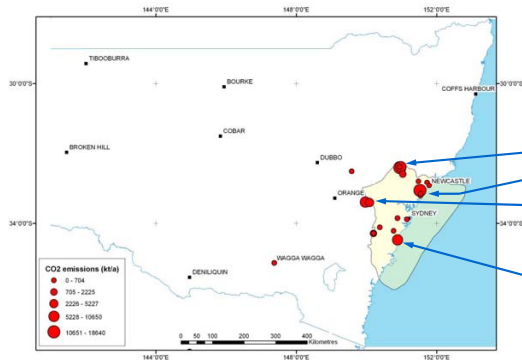 144°0'0"E 148°0'0"E 152°0'0"E
TIBOOBURRA
30°0'0"S 30°0'0"S
BOURKE
COFFS HARBOUR
COBAR
BROKEN HILL
DUBBO
NEWCASTLE
ORANGE
34°0'0"S SYDNEY 34°0'0"S
WAGGA WAGGA
CO2 emissions (kt/a)
0 - 704
705 - 2225
2226 - 5227
5228 - 10650
10651 - 18640
DENILIQUIN
0 50 100 200 300 400
Kilometres
144°0'0"E 148°0'0"E 152°0'0"E